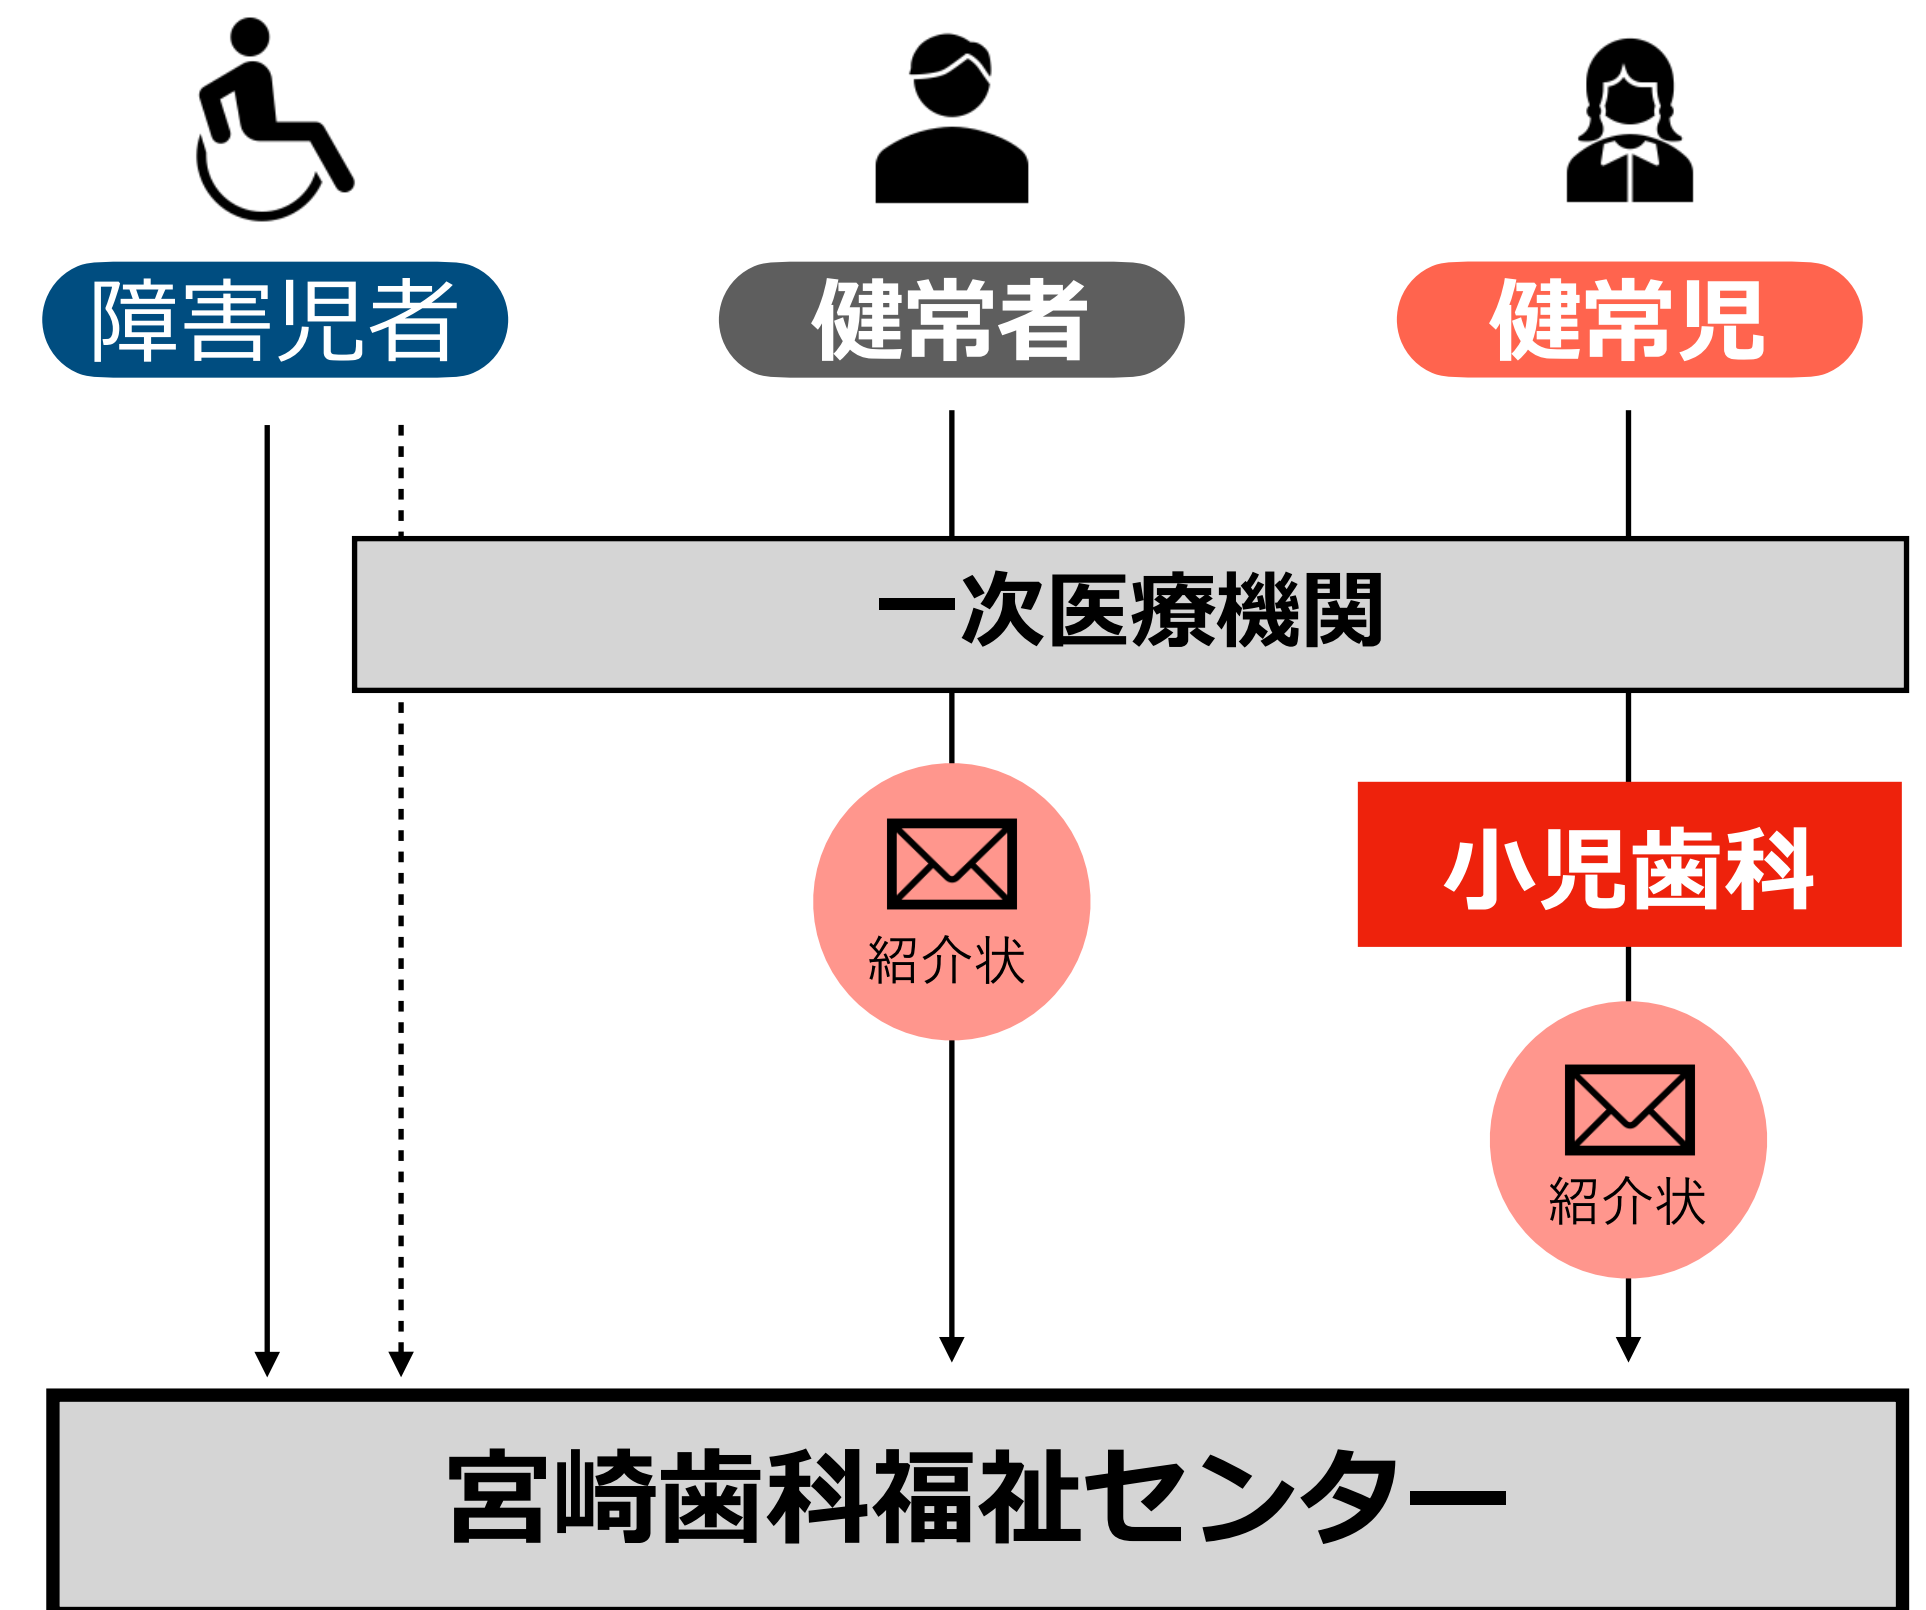 障害児者
健常者
健常児
一次医療機関
小児歯科
紹介状
紹介状
宮崎歯科福祉センター